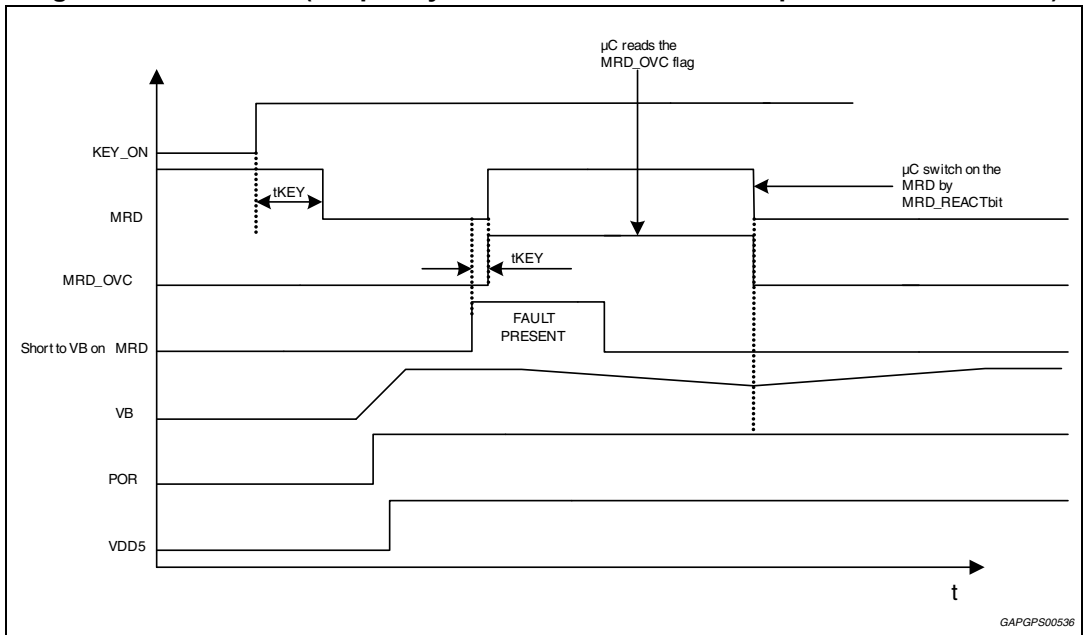 µC reads the
MRD_OVC flag
KEY_ON
µC switch on the
MRD by
MRD_REACTbit
tKEY
MRD
tKEY
MRD_OVC
FAULT
PRESENT
Short to VB on MRD
VB
POR
VDD5
t
GAPGPS00536